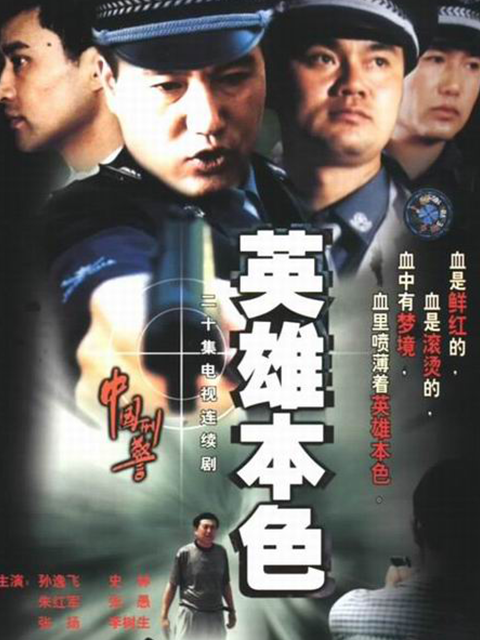 英雄本色
二十集电视连续剧
中国刑警
血是鲜红的，
血是滚烫的，
血中有梦境，
血里喷薄着英雄本色。
主演：孙逸飞 史
朱红军 张愚
张扬 李树生